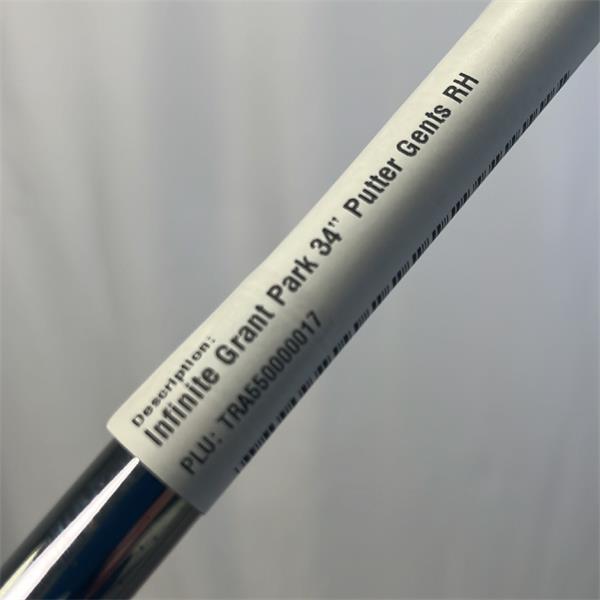 Description:
Infinite Grant Park 34" Putter Gents RH
PLU: TRA550000017